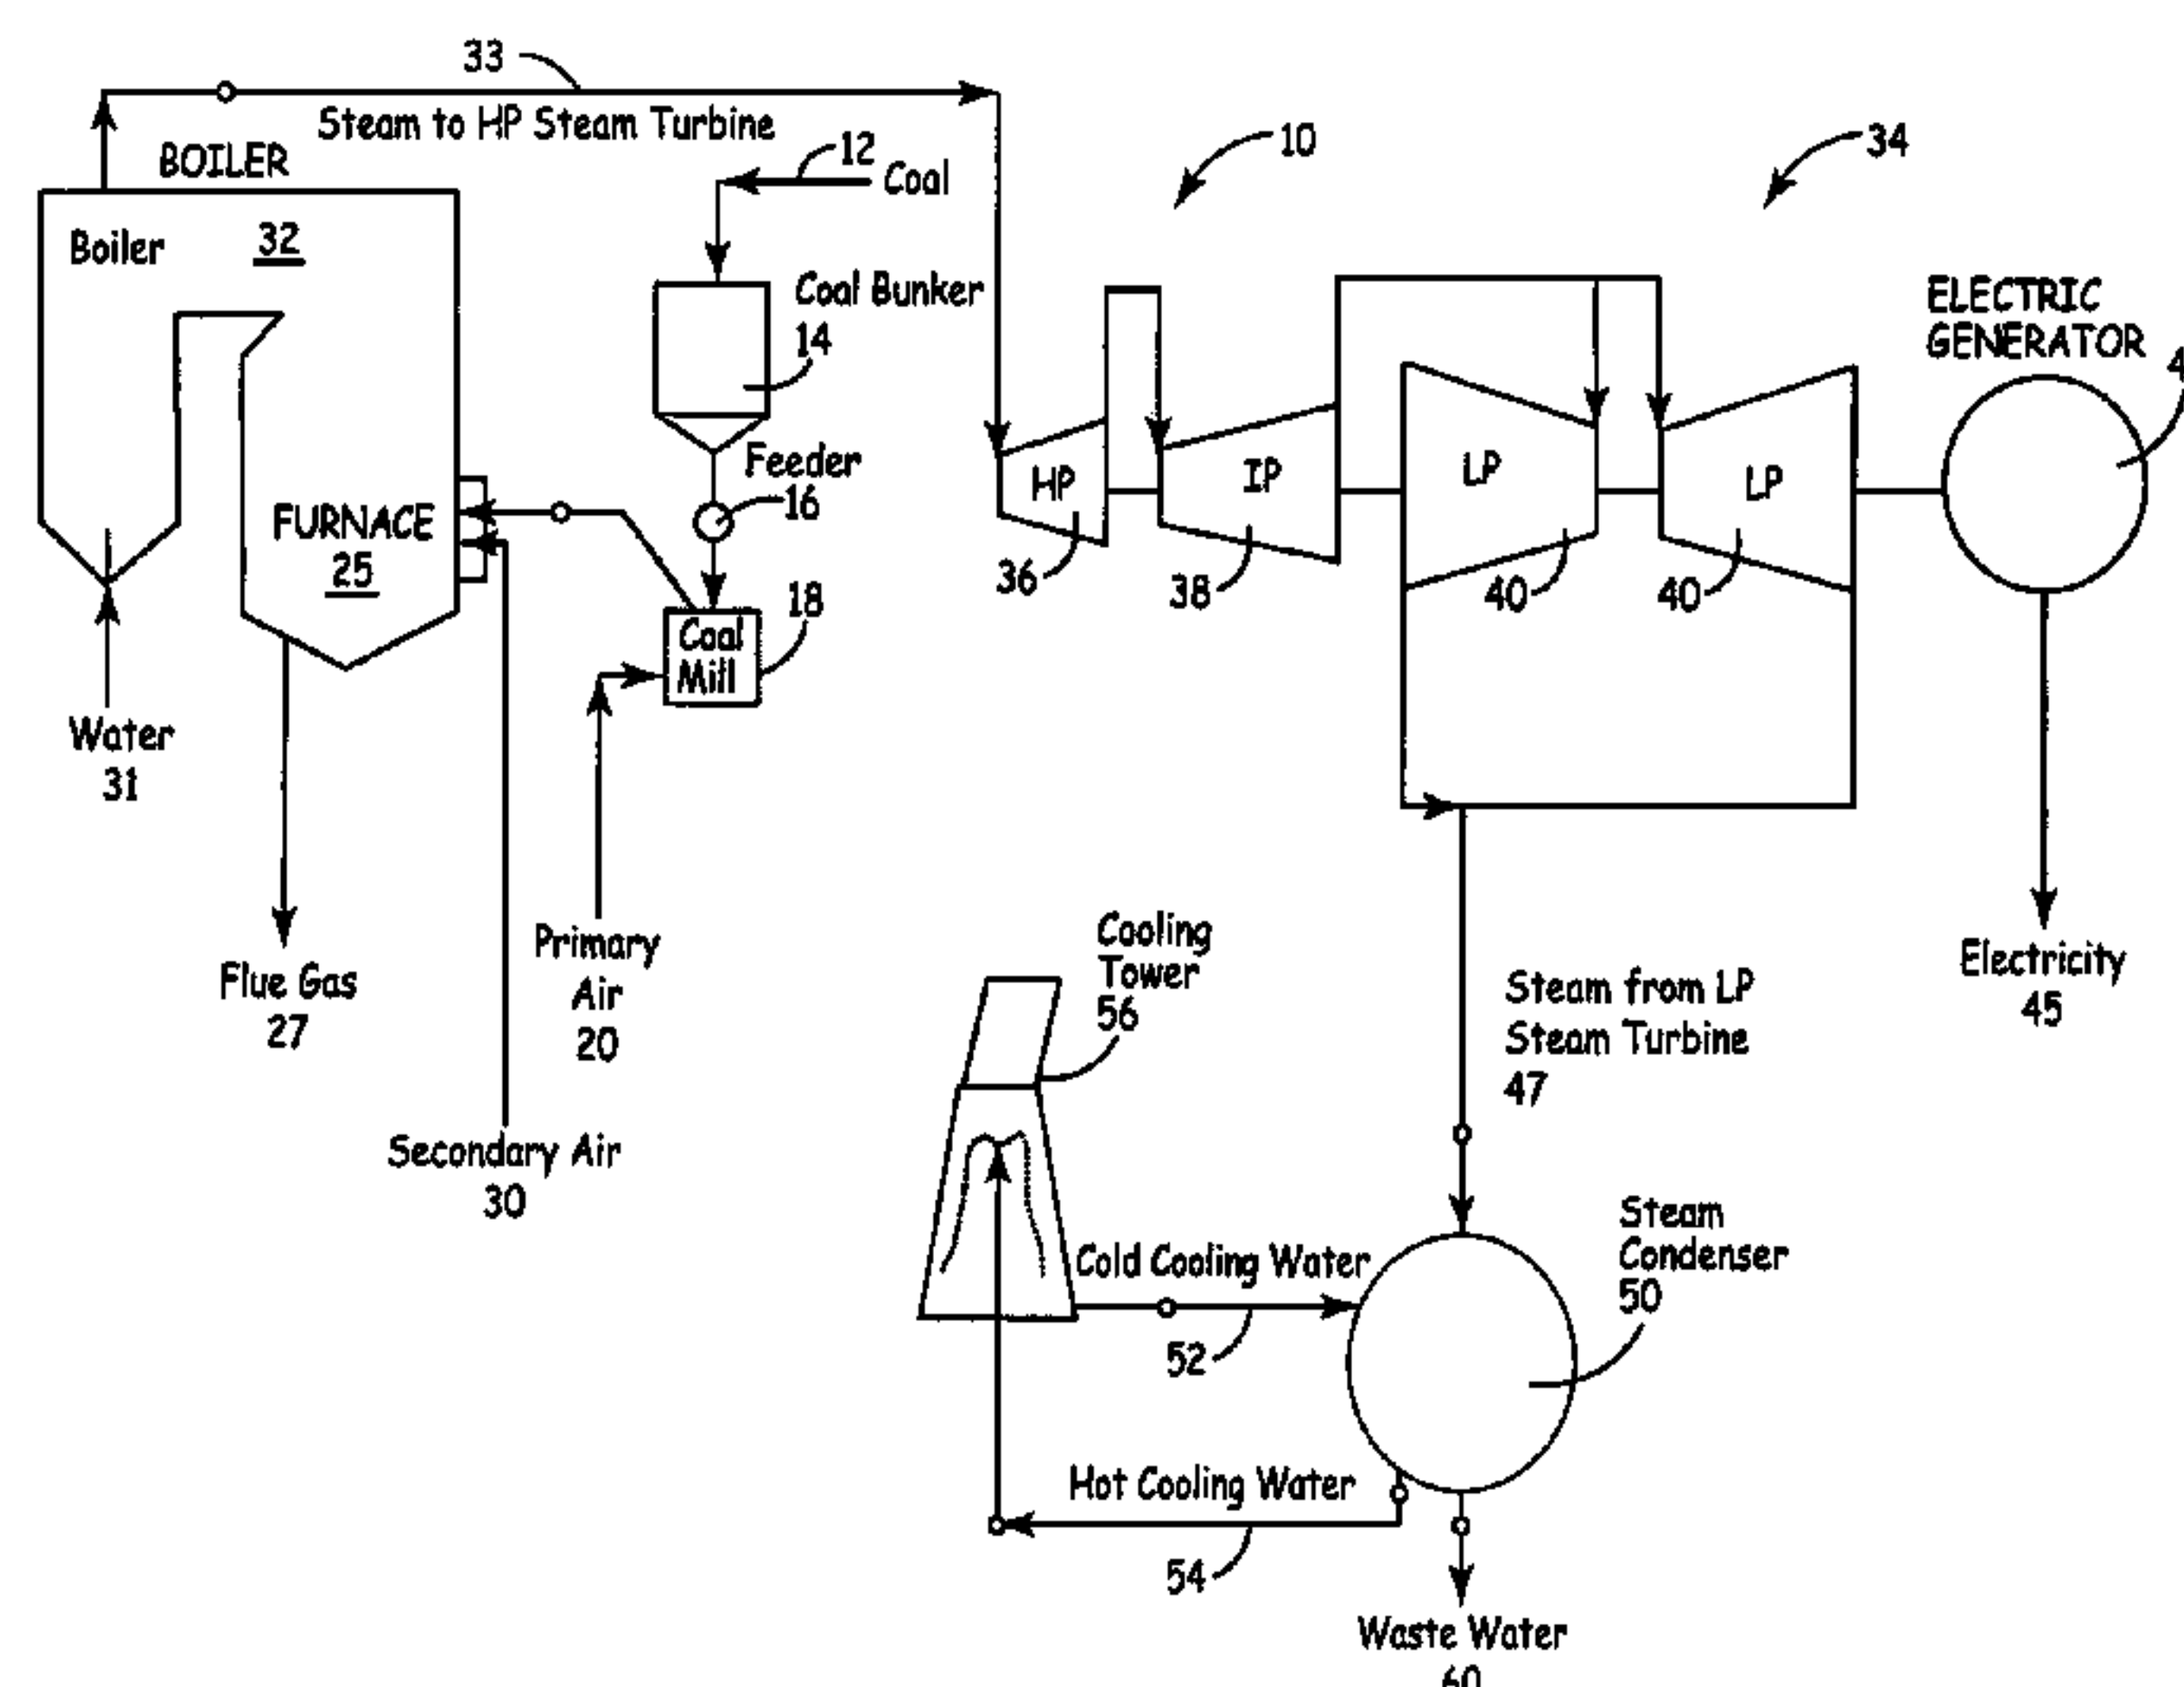 33
Steam to HP Steam Turbine
BOILER
12
Coal
10
34
Boiler
32
Coal Bunker
14
ELECTRIC
GENERATOR
Feeder
16
HP
IP
LP
LP
FURNACE
25
36
38
40
40
18
Coal
Mill
Water
31
Cooling
Tower
56
Primary
Air
20
Flue Gas
27
Steam from LP
Steam Turbine
47
Electricity
45
Secondary Air
30
Steam
Condenser
50
Cold Cooling Water
52
Hot Cooling Water
54
Waste Water
60